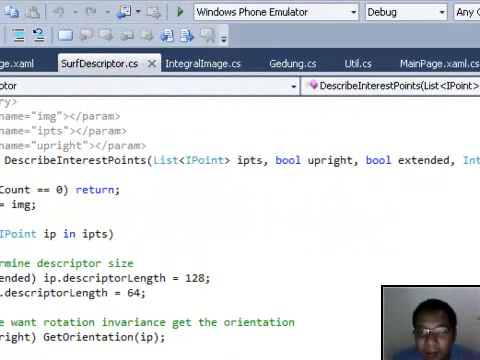 Windows Phone Emulator Debug Any
ge.xaml SurfDescriptor.cs IntegralImage.cs Gedung.cs Util.cs MainPage.xaml.cs
ptor DescribeInterestPoints(List<IPoint>
ry>
name="img"></param>
name="ipts"></param>
name="upright"></param>
DescribeInterestPoints(List<IPoint> ipts, bool upright, bool extended, Int
Count == 0) return;
= img;
IPoint ip in ipts)
rmine descriptor size
ended) ip.descriptorLength = 128;
.descriptorLength = 64;
e want rotation invariance get the orientation
right) GetOrientation(ip);